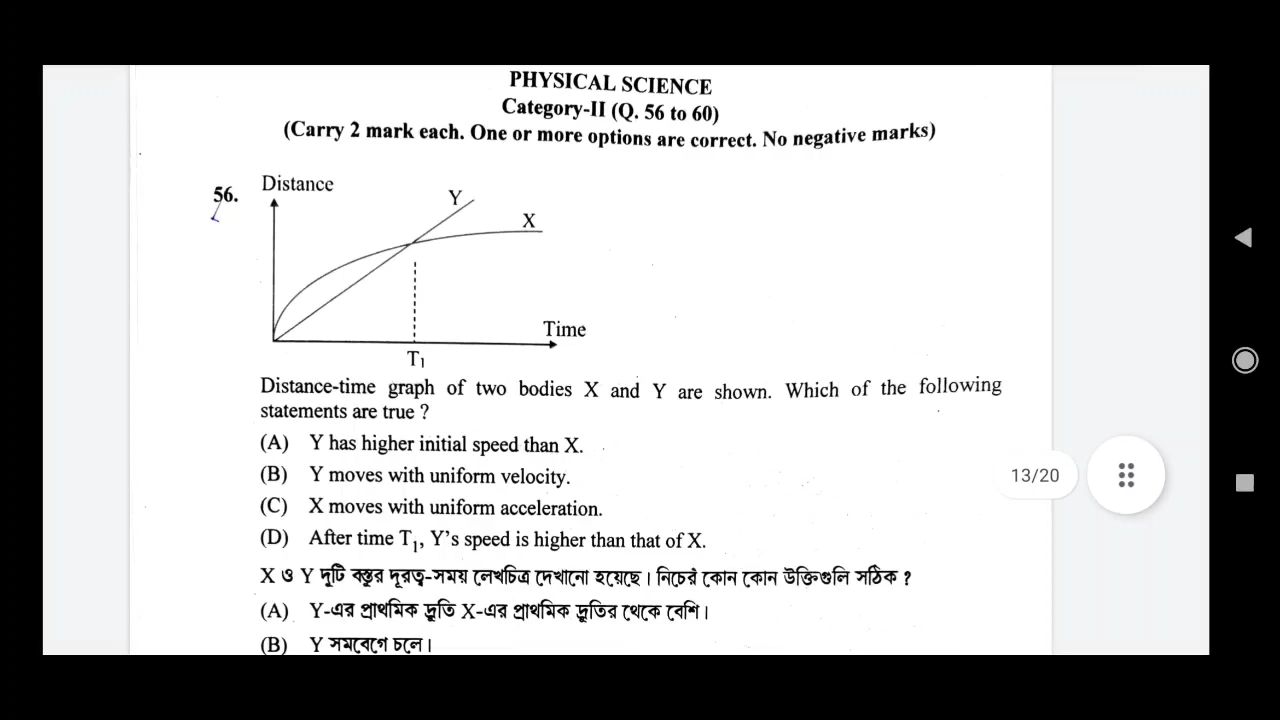 PHYSICAL SCIENCE
Category-II (Q. 56 to 60)
(Carry 2 mark each. One or more options are correct. No negative marks)
56.
Distance
Y
X
Time
T1
Distance-time graph of two bodies X and Y are shown. Which of the following
statements are true ?
(A) Y has higher initial speed than X.
(B) Y moves with uniform velocity.
(C) X moves with uniform acceleration.
(D) After time T1, Y's speed is higher than that of X.
X ও Y দুটি বস্তুর দূরত্ব-সময় লেখচিত্র দেখানো হয়েছে। নিচের কোন কোন উক্তিগুলি সঠিক ?
(A) Y-এর প্রাথমিক দ্রুতি X-এর প্রাথমিক দ্রুতির থেকে বেশি।
(B) Y সমবেগে চলে।
13/20